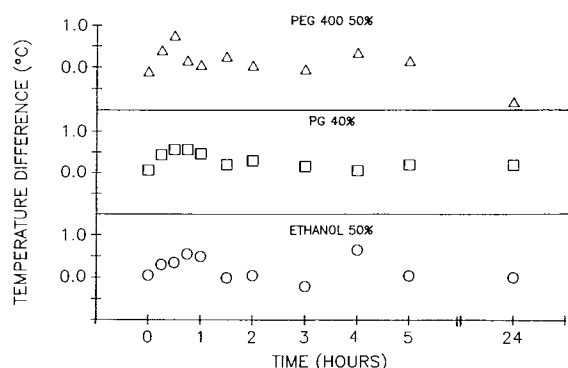 TEMPERATURE DIFFERENCE (°C)
PEG 400 50%
1.0
0.0
PG 40%
1.0
0.0
ETHANOL 50%
1.0
0.0
0 1 2 3 4 5 24
TIME (HOURS)